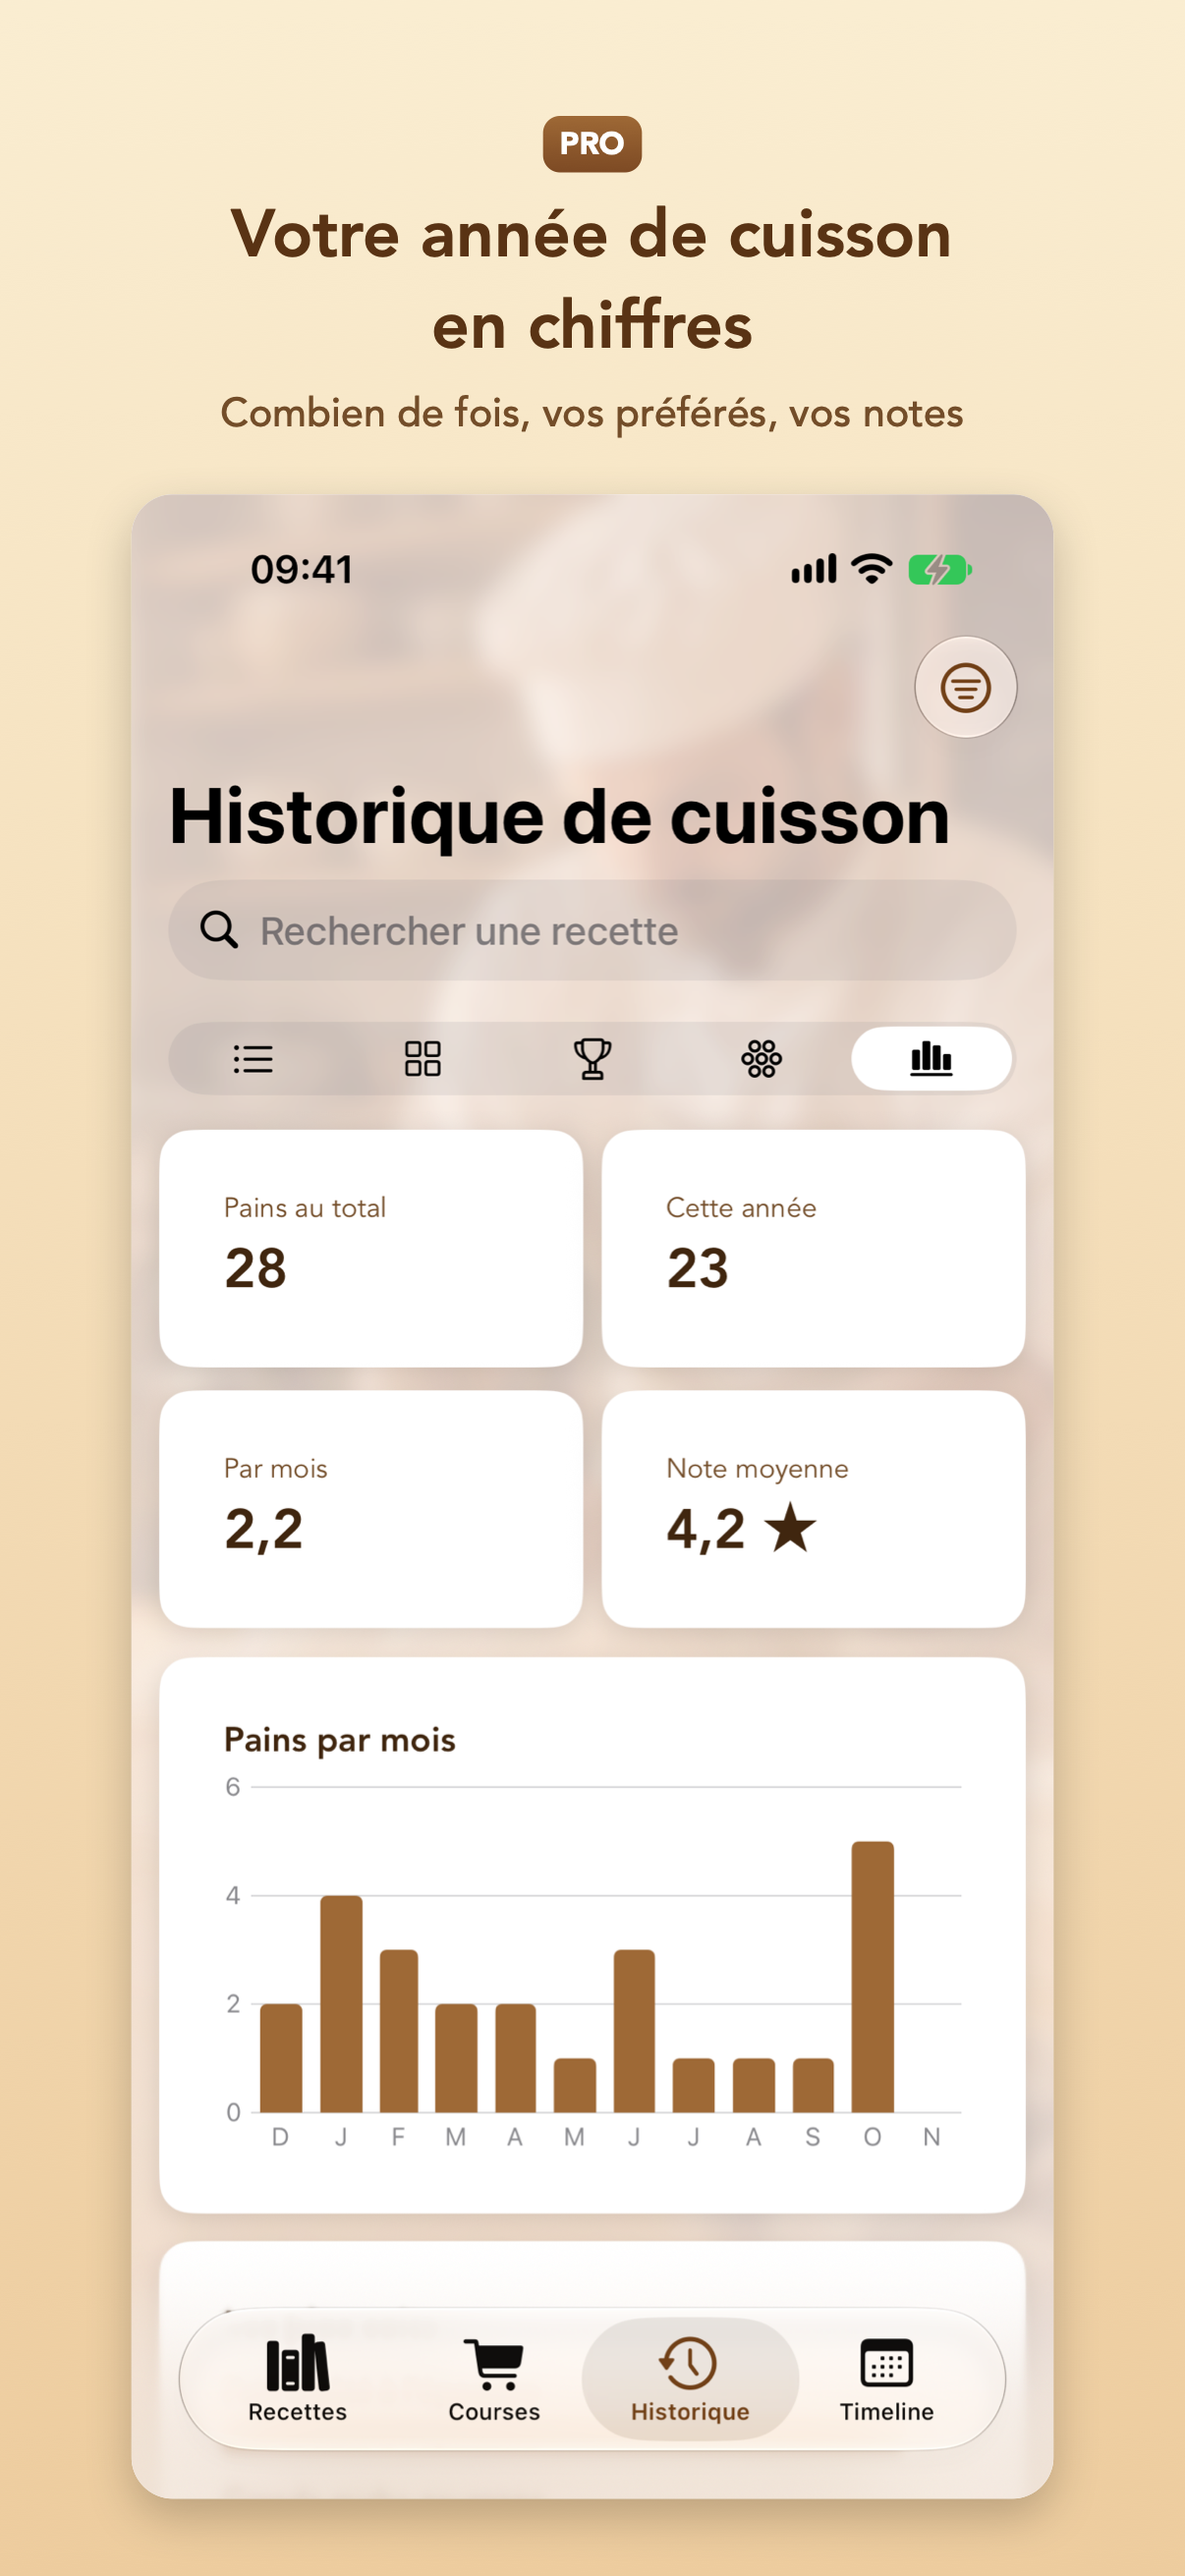 PRO
Votre année de cuisson
en chiffres
Combien de fois, vos préférés, vos notes
09:41
Historique de cuisson
Rechercher une recette
Pains au total
28
Cette année
23
Par mois
2,2
Note moyenne
4,2 ★
Pains par mois
6
4
2
0
D J F M A M J J A S O N
Recettes Courses Historique Timeline